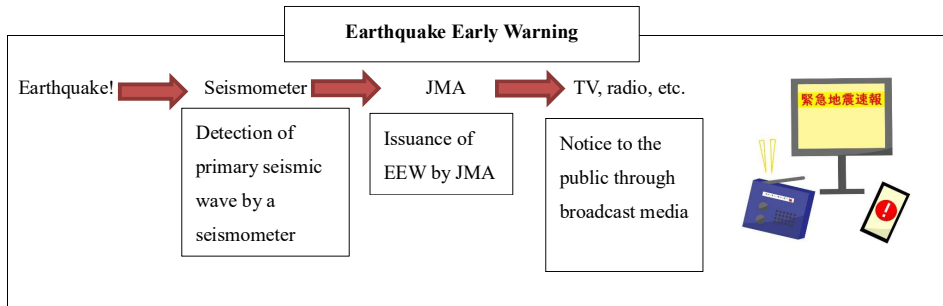 Earthquake Early Warning
Earthquake!
Seismometer
JMA
TV, radio, etc.
Detection of
primary seismic
wave by a
seismometer
Issuance of
EEW by JMA
Notice to the
public through
broadcast media
緊急地震速報
!